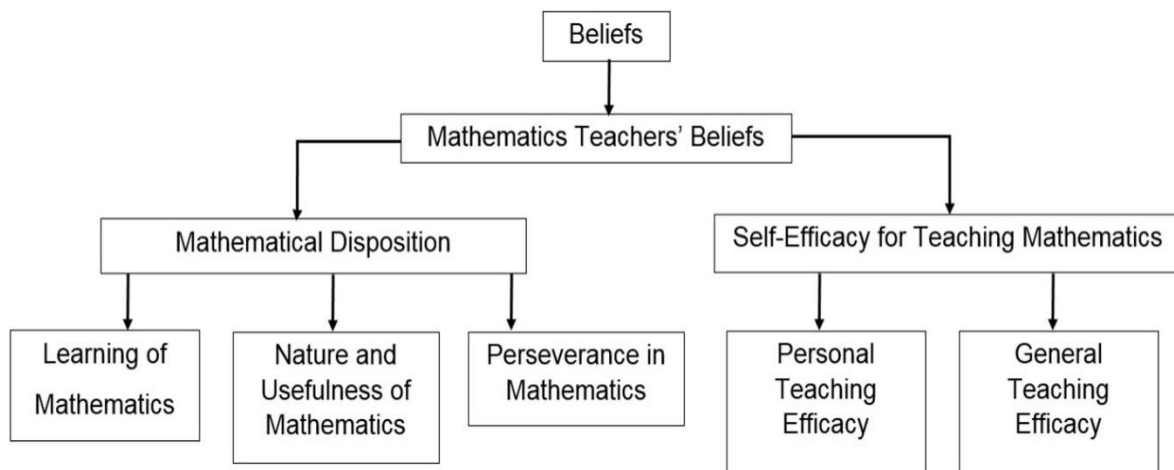 Beliefs
Mathematics Teachers’ Beliefs
Mathematical Disposition
Self-Efficacy for Teaching Mathematics
Learning of
Mathematics
Nature and
Usefulness of
Mathematics
Perseverance in
Mathematics
Personal
Teaching
Efficacy
General
Teaching
Efficacy